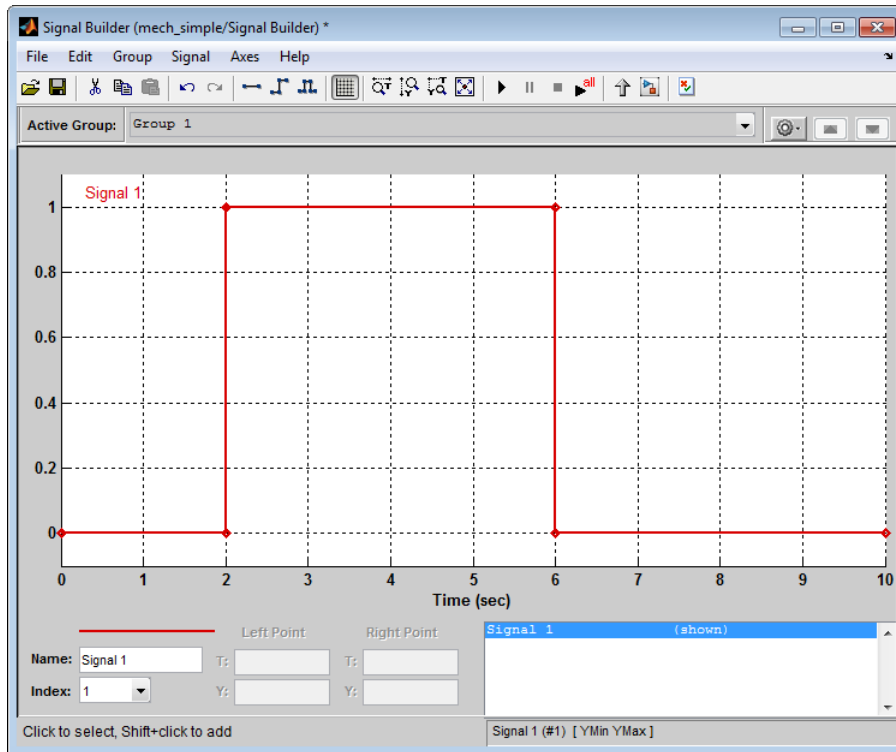 Signal Builder (mech_simple/Signal Builder) *
File Edit Group Signal Axes Help
all
Active Group: Group 1
Signal 1
1
0.8
0.6
0.4
0.2
0
0 1 2 3 4 5 6 7 8 9 10
Time (sec)
Left Point Right Point
Name: Signal 1 T: T:
Index: 1 Y: Y:
Signal 1 (shown)
Click to select, Shift+click to add
Signal 1 (#1) [ YMin YMax ]